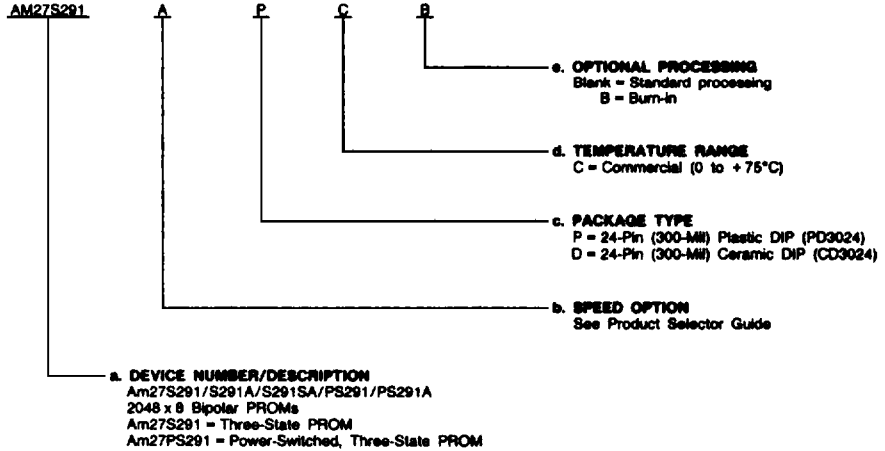 AM27S291 A P C B
e. OPTIONAL PROCESSING
Blank = Standard processing
B = Burn-in
d. TEMPERATURE RANGE
C = Commercial (0 to +75°C)
c. PACKAGE TYPE
P = 24-Pin (300-Mil) Plastic DIP (PD3024)
D = 24-Pin (300-Mil) Ceramic DIP (CD3024)
b. SPEED OPTION
See Product Selector Guide
a. DEVICE NUMBER/DESCRIPTION
Am27S291/S291A/S291SA/PS291/PS291A
2048 x 8 Bipolar PROMs
Am27S291 = Three-State PROM
Am27PS291 = Power-Switched, Three-State PROM